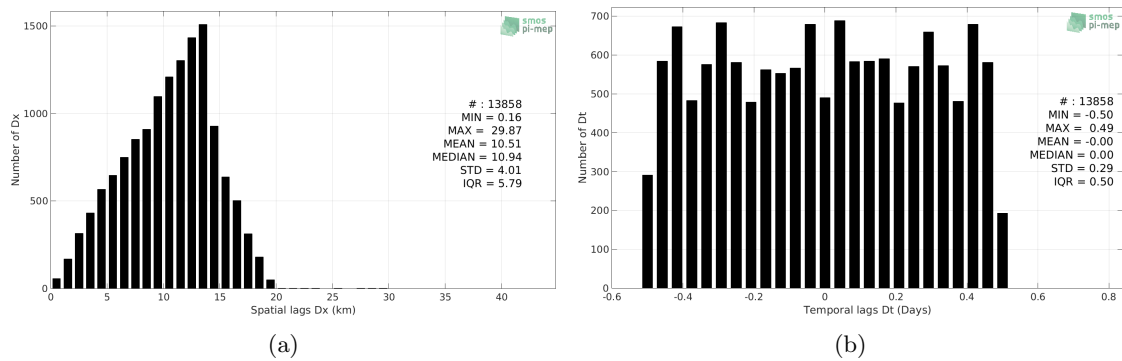 1500
1000
500
0
0 5 10 15 20 25 30 35 40
Number of Dx
Spatial lags Dx (km)
smos
pi-mep
# : 13858
MIN = 0.16
MAX = 29.87
MEAN = 10.51
MEDIAN = 10.94
STD = 4.01
IQR = 5.79
(a)
700
600
500
400
300
200
100
0
-0.6 -0.4 -0.2 0 0.2 0.4 0.6 0.8
Number of Dt
Temporal lags Dt (Days)
smos
pi-mep
# : 13858
MIN = -0.50
MAX = 0.49
MEAN = -0.00
MEDIAN = 0.00
STD = 0.29
IQR = 0.50
(b)